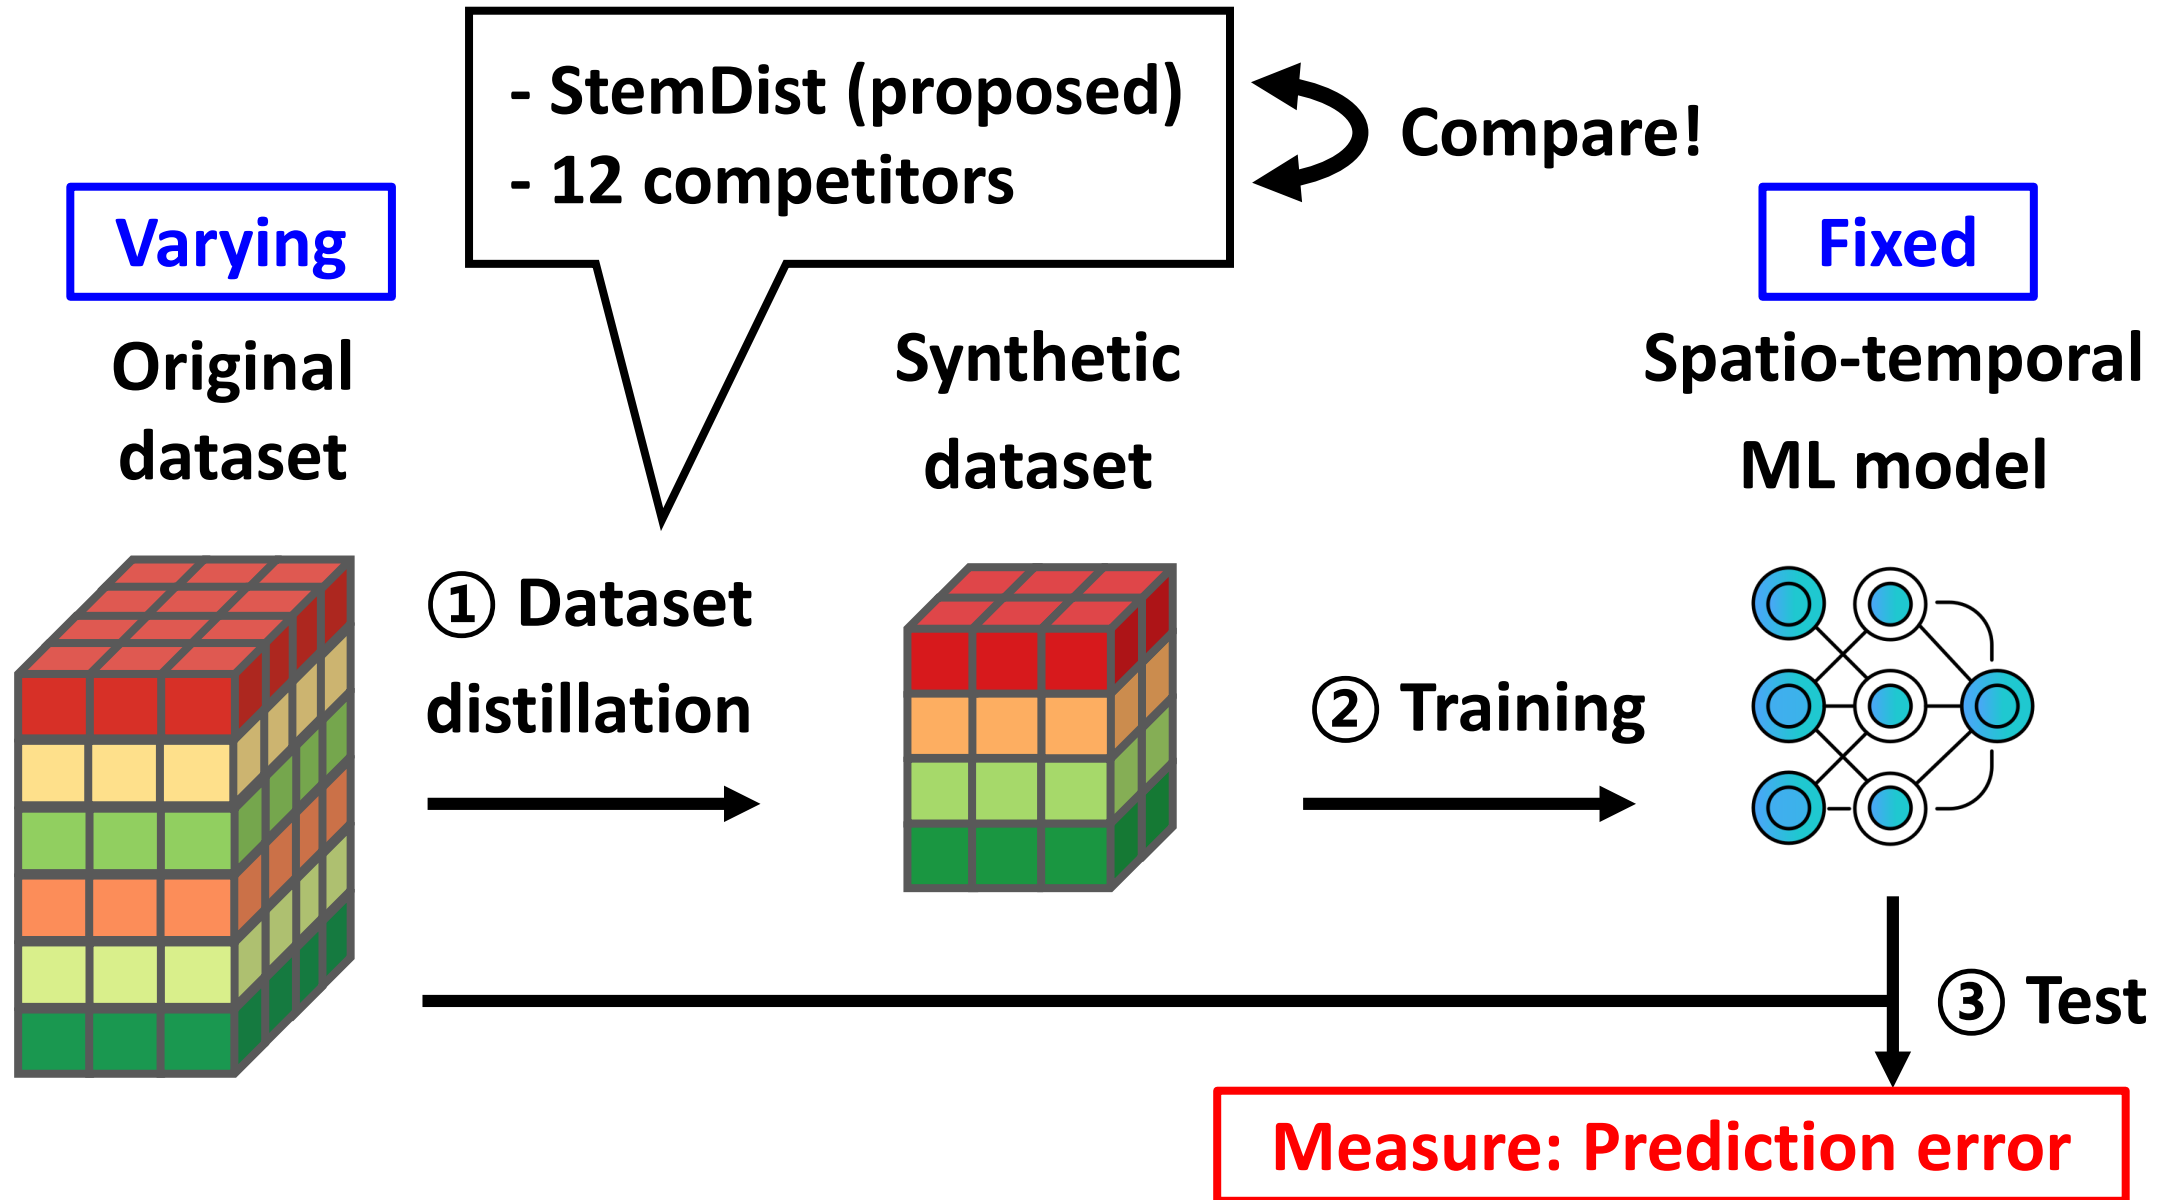 - StemDist (proposed)
- 12 competitors
Compare!
Varying
Original
dataset
Synthetic
dataset
Fixed
Spatio-temporal
ML model
① Dataset
distillation
② Training
③ Test
Measure: Prediction error